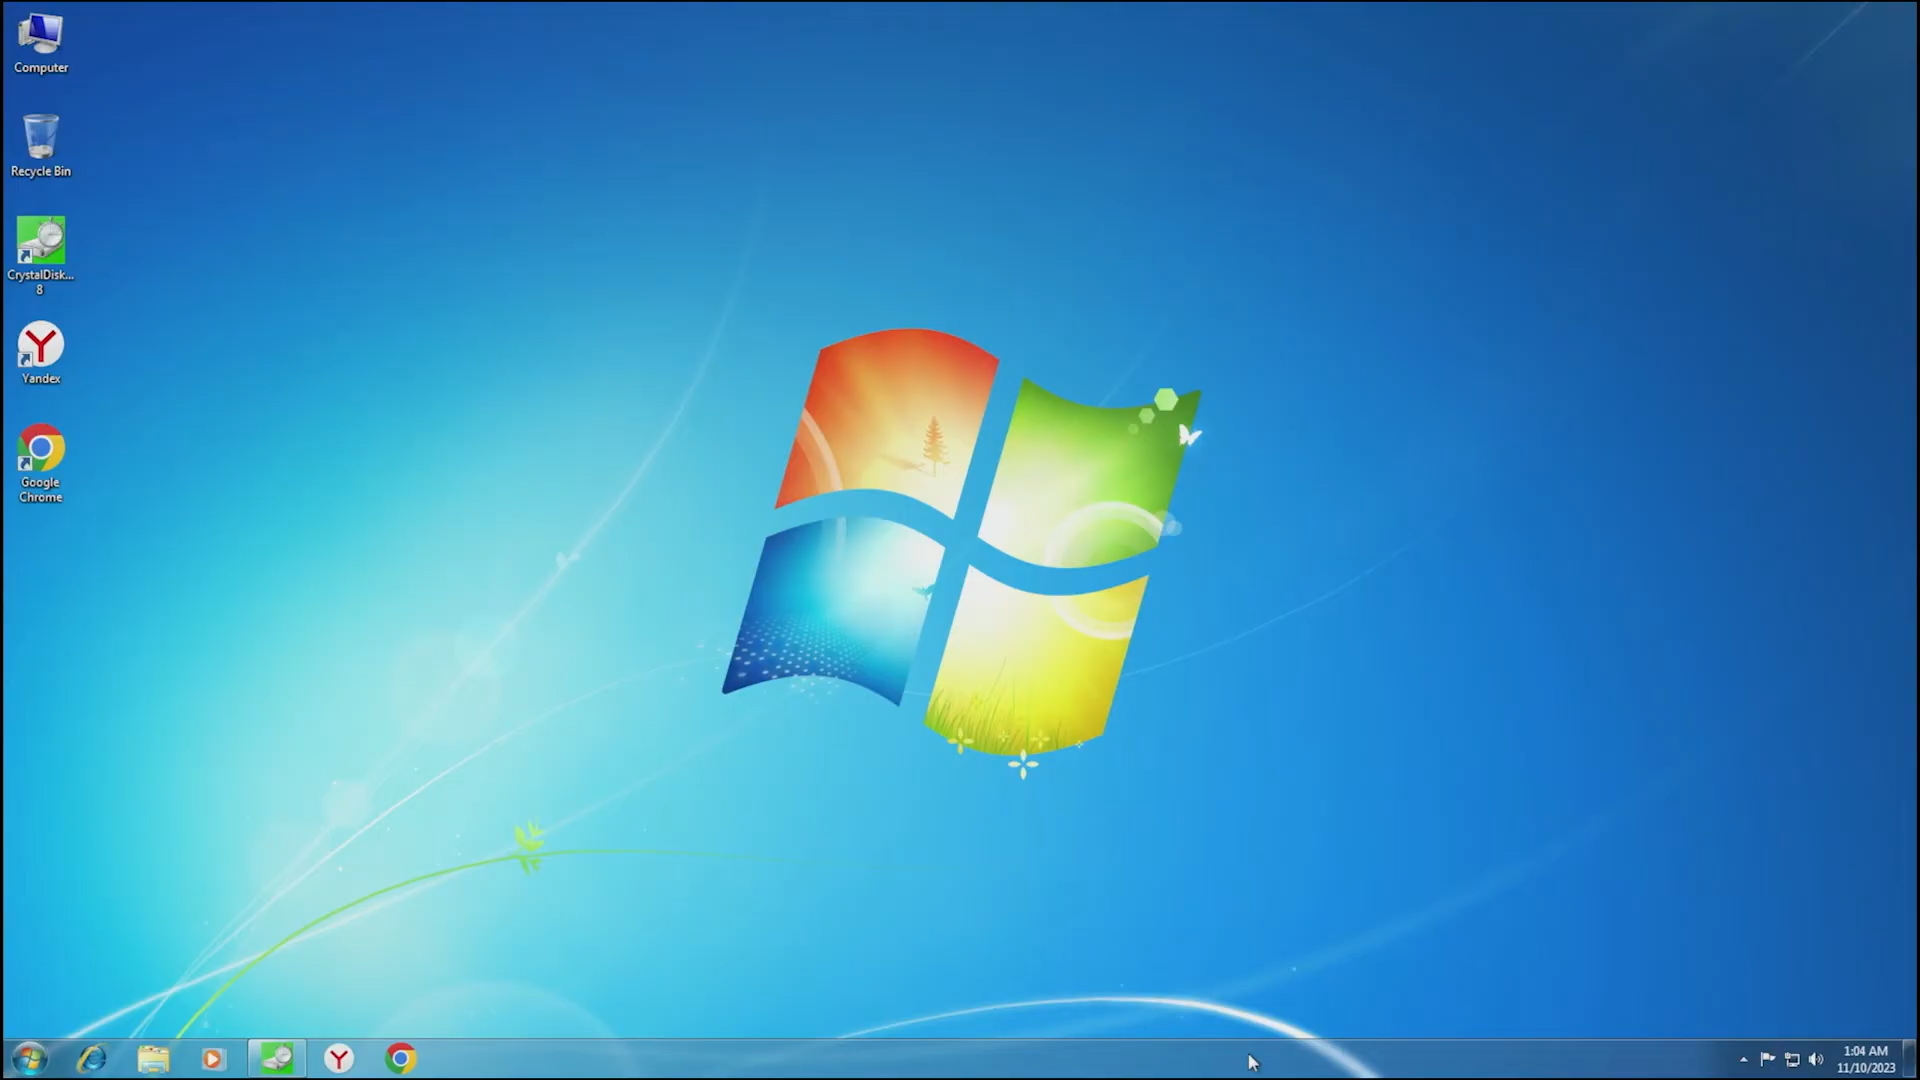 Computer
Recycle Bin
CrystalDisk...
8
Yandex
Google
Chrome
1:04 AM
11/10/2023